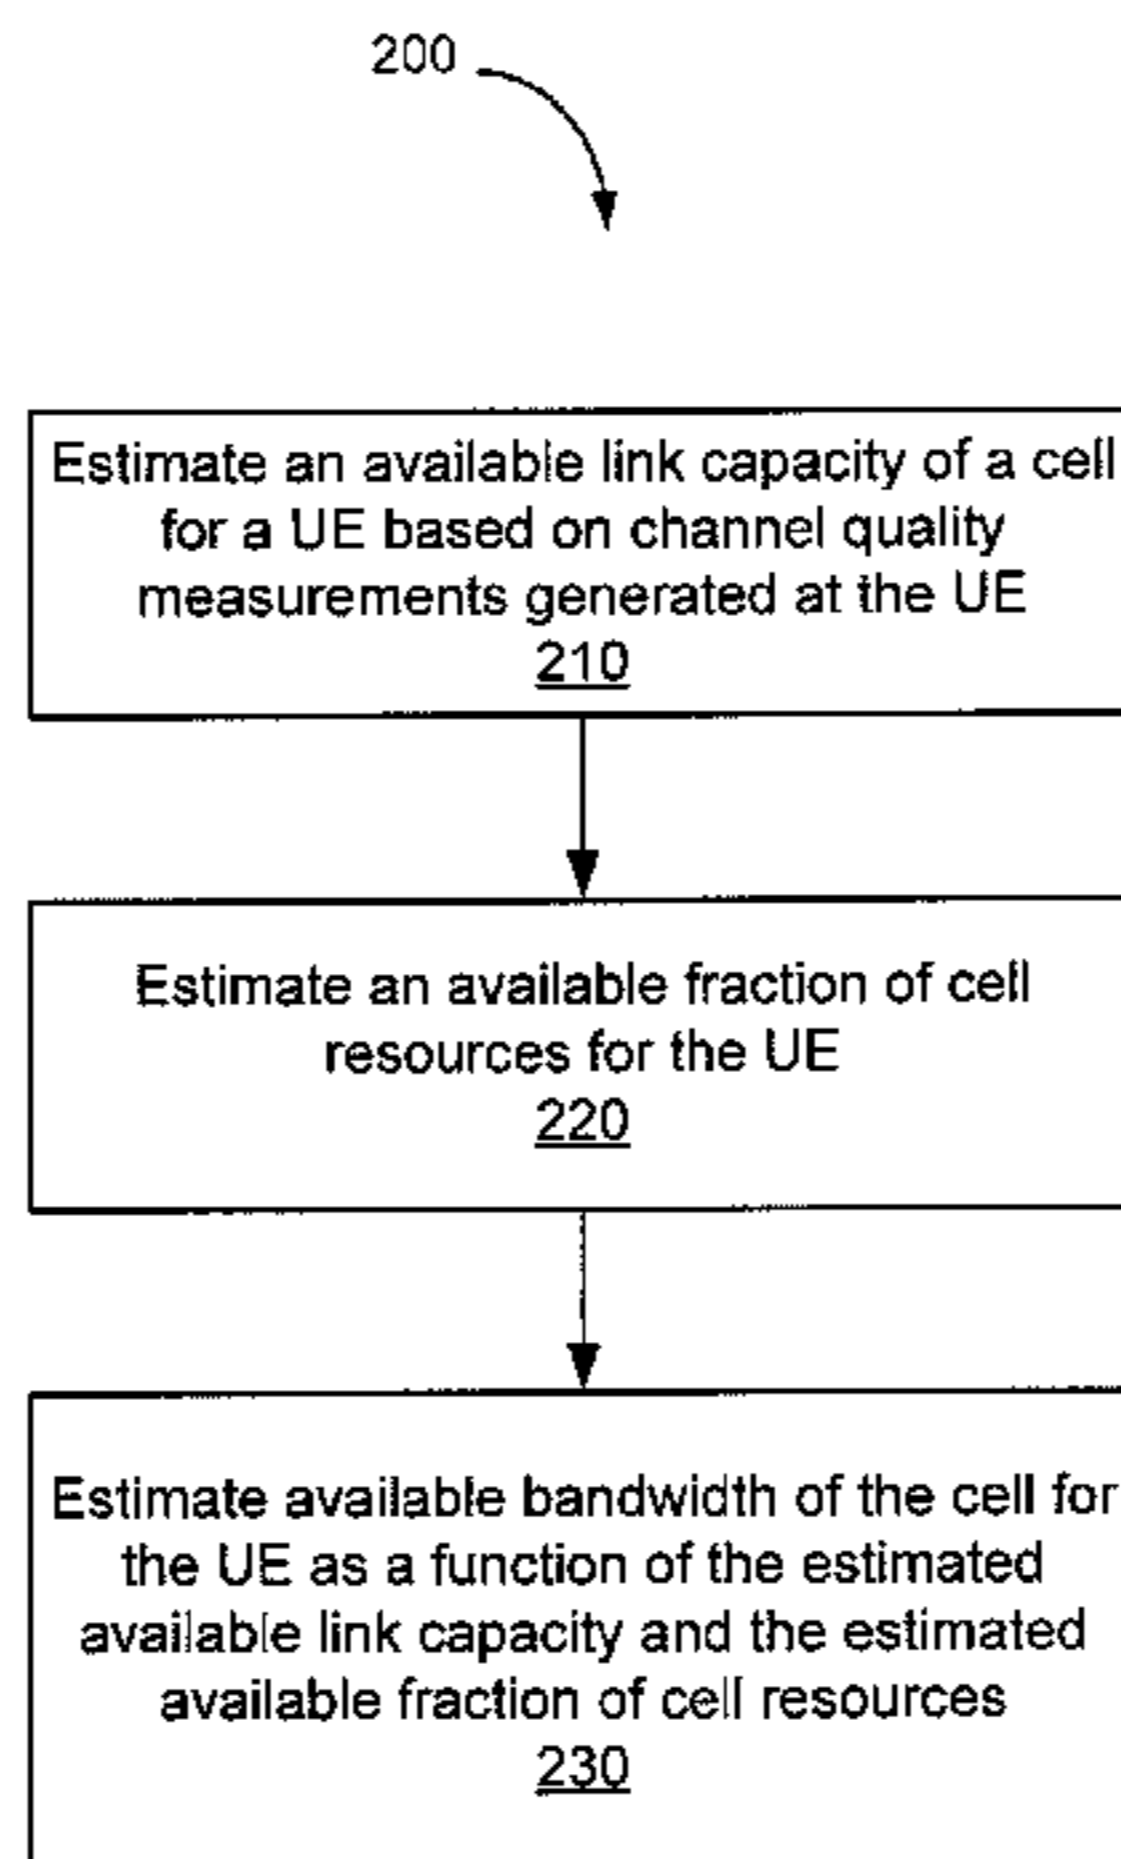 200
Estimate an available link capacity of a cell
for a UE based on channel quality
measurements generated at the UE
210
Estimate an available fraction of cell
resources for the UE
220
Estimate available bandwidth of the cell for
the UE as a function of the estimated
available link capacity and the estimated
available fraction of cell resources
230